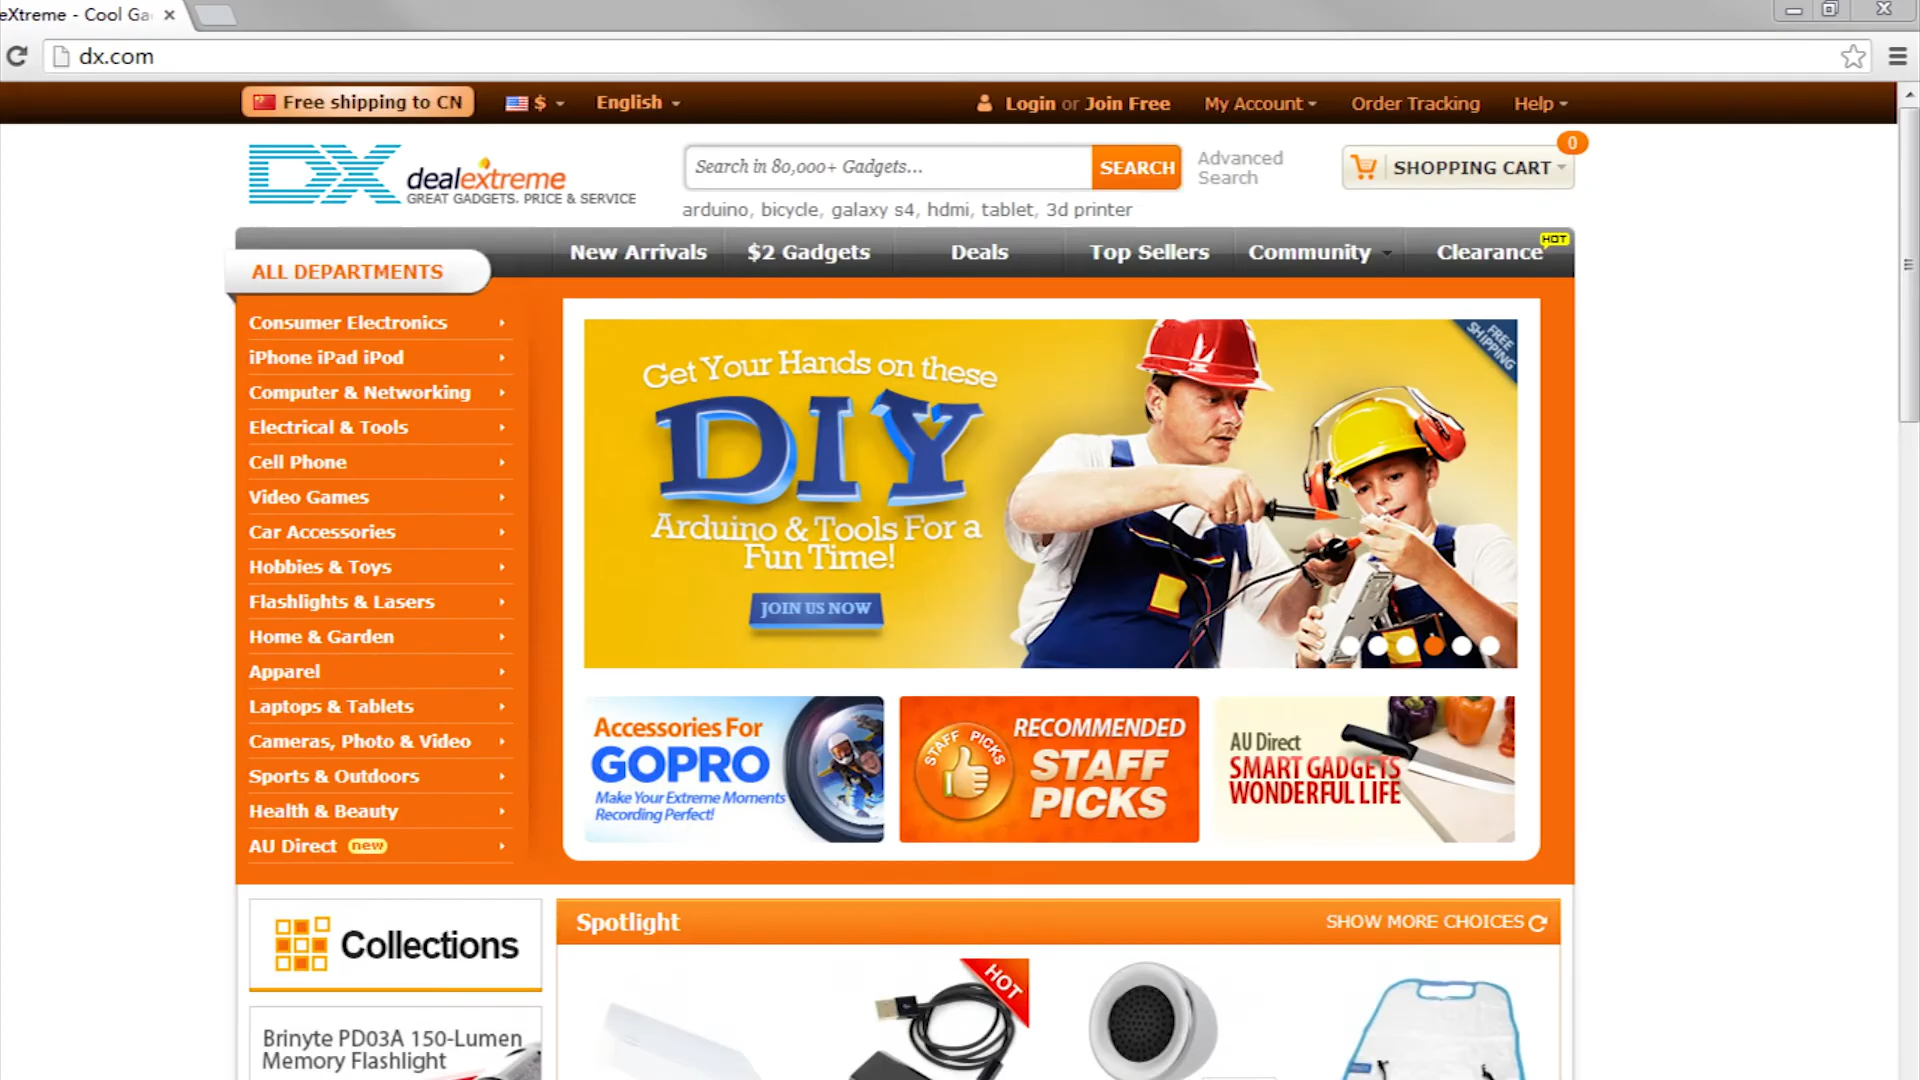 eXtreme - Cool Ga
dx.com
Free shipping to CN
$
English
Login or Join Free
My Account
Order Tracking
Help
DX dealextreme
GREAT GADGETS. PRICE & SERVICE
Search in 80,000+ Gadgets...
SEARCH
Advanced
Search
0
SHOPPING CART
arduino, bicycle, galaxy s4, hdmi, tablet, 3d printer
New Arrivals
$2 Gadgets
Deals
Top Sellers
Community
Clearance
HOT
ALL DEPARTMENTS
Consumer Electronics
iPhone iPad iPod
Computer & Networking
Electrical & Tools
Cell Phone
Video Games
Car Accessories
Hobbies & Toys
Flashlights & Lasers
Home & Garden
Apparel
Laptops & Tablets
Cameras, Photo & Video
Sports & Outdoors
Health & Beauty
AU Direct new
Get Your Hands on these
DIY
Arduino & Tools For a
Fun Time!
JOIN US NOW
FREE
SHIPPING
Accessories For
GOPRO
Make Your Extreme Moments
Recording Perfect!
STAFF PICKS
RECOMMENDED
STAFF
PICKS
AU Direct
SMART GADGETS
WONDERFUL LIFE
Collections
Brinyte PD03A 150-Lumen
Memory Flashlight
Spotlight
SHOW MORE CHOICES
HOT